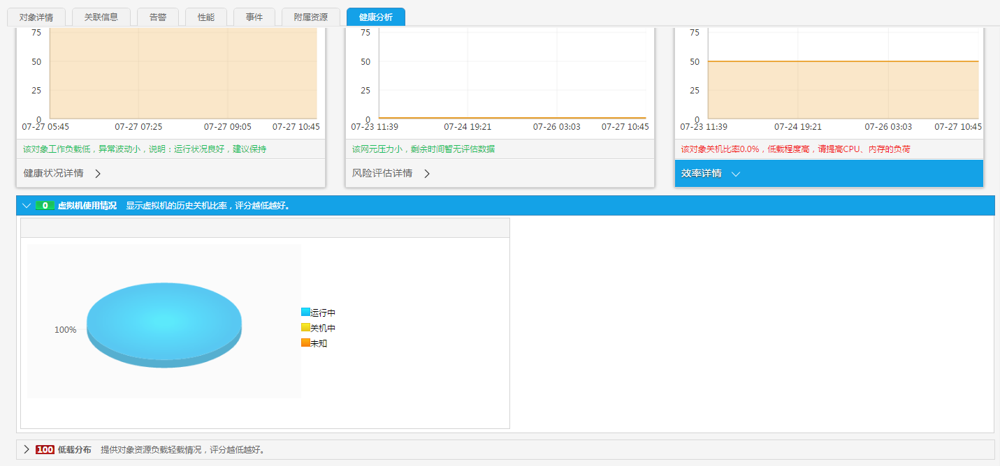 对象详情 关联信息 告警 性能 事件 附属资源 健康分析
75
50
25
0
07-27 05:45 07-27 07:25 07-27 09:05 07-27 10:45
该对象工作负载低，异常波动小，说明：运行状况良好，建议保持
健康状况详情
75
50
25
0
07-23 11:39 07-24 19:21 07-26 03:03 07-27 10:45
该网元压力小，剩余时间暂无评估数据
风险评估详情
75
50
25
0
07-23 11:39 07-24 19:21 07-26 03:03 07-27 10:45
该对象关机比率0.0%，低载程度高，请提高CPU、内存的负荷
效率详情
0 虚拟机使用情况 显示虚拟机的历史关机比率，评分越低越好。
100%
运行中
关机中
未知
100 低载分布 提供对象资源负载轻载情况，评分越低越好。